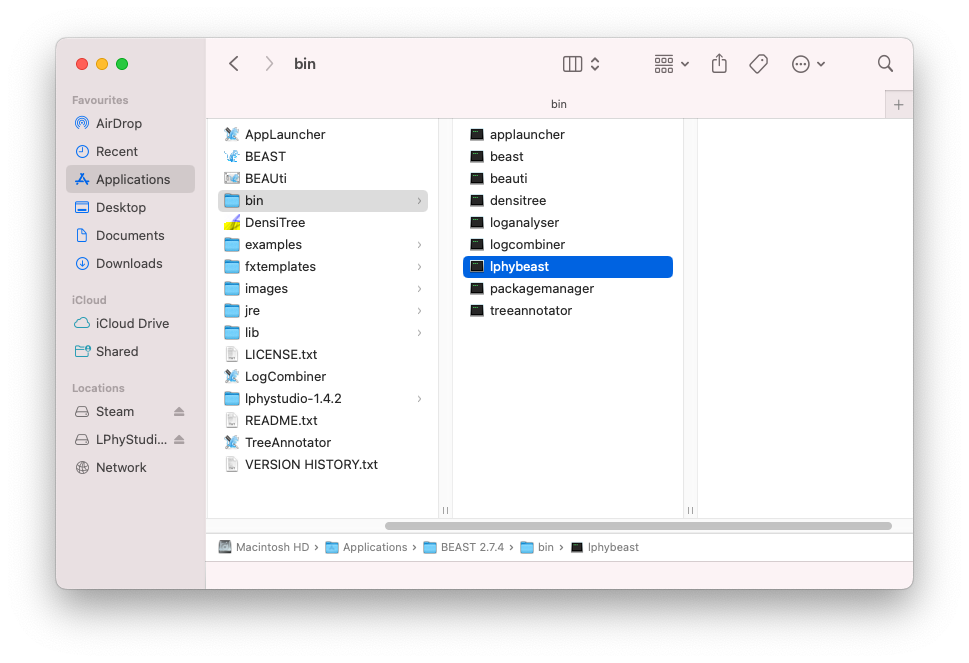 bin
Favourites
AirDrop
Recent
Applications
Desktop
Documents
Downloads
iCloud
iCloud Drive
Shared
Locations
Steam
LPhyStudi...
Network
bin
AppLauncher
BEAST
BEAUti
bin
DensiTree
examples
fxtemplates
images
jre
lib
LICENSE.txt
LogCombiner
lphystudio-1.4.2
README.txt
TreeAnnotator
VERSION HISTORY.txt
applauncher
beast
beauti
densitree
loganalyser
logcombiner
lphybeast
packagemanager
treeannotator
Macintosh HD › Applications › BEAST 2.7.4 › bin › lphybeast